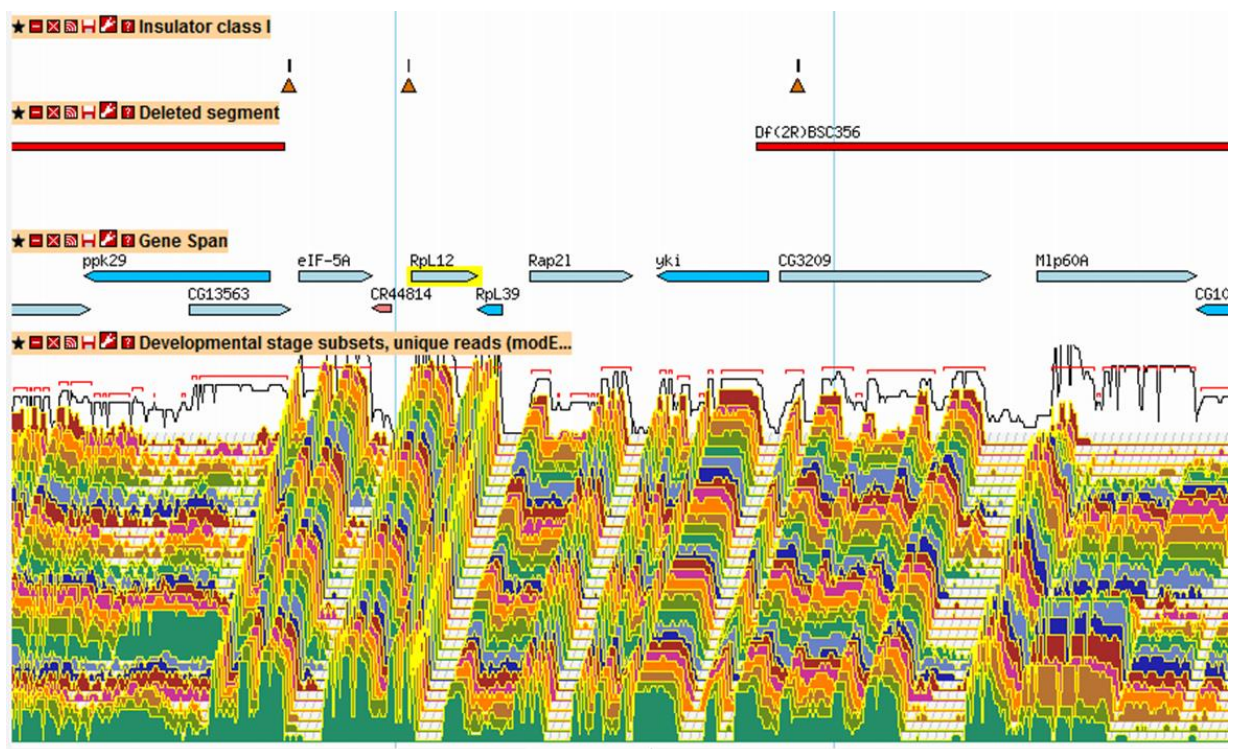 Insulator class I
Deleted segment
Df(2R)BSC356
Gene Span
ppk29 eIF-5A RpL12 Rap21 yki CG3209 Mlp60A
CG13563 CR44814 RpL39 CG10
Developmental stage subsets, unique reads (modE...